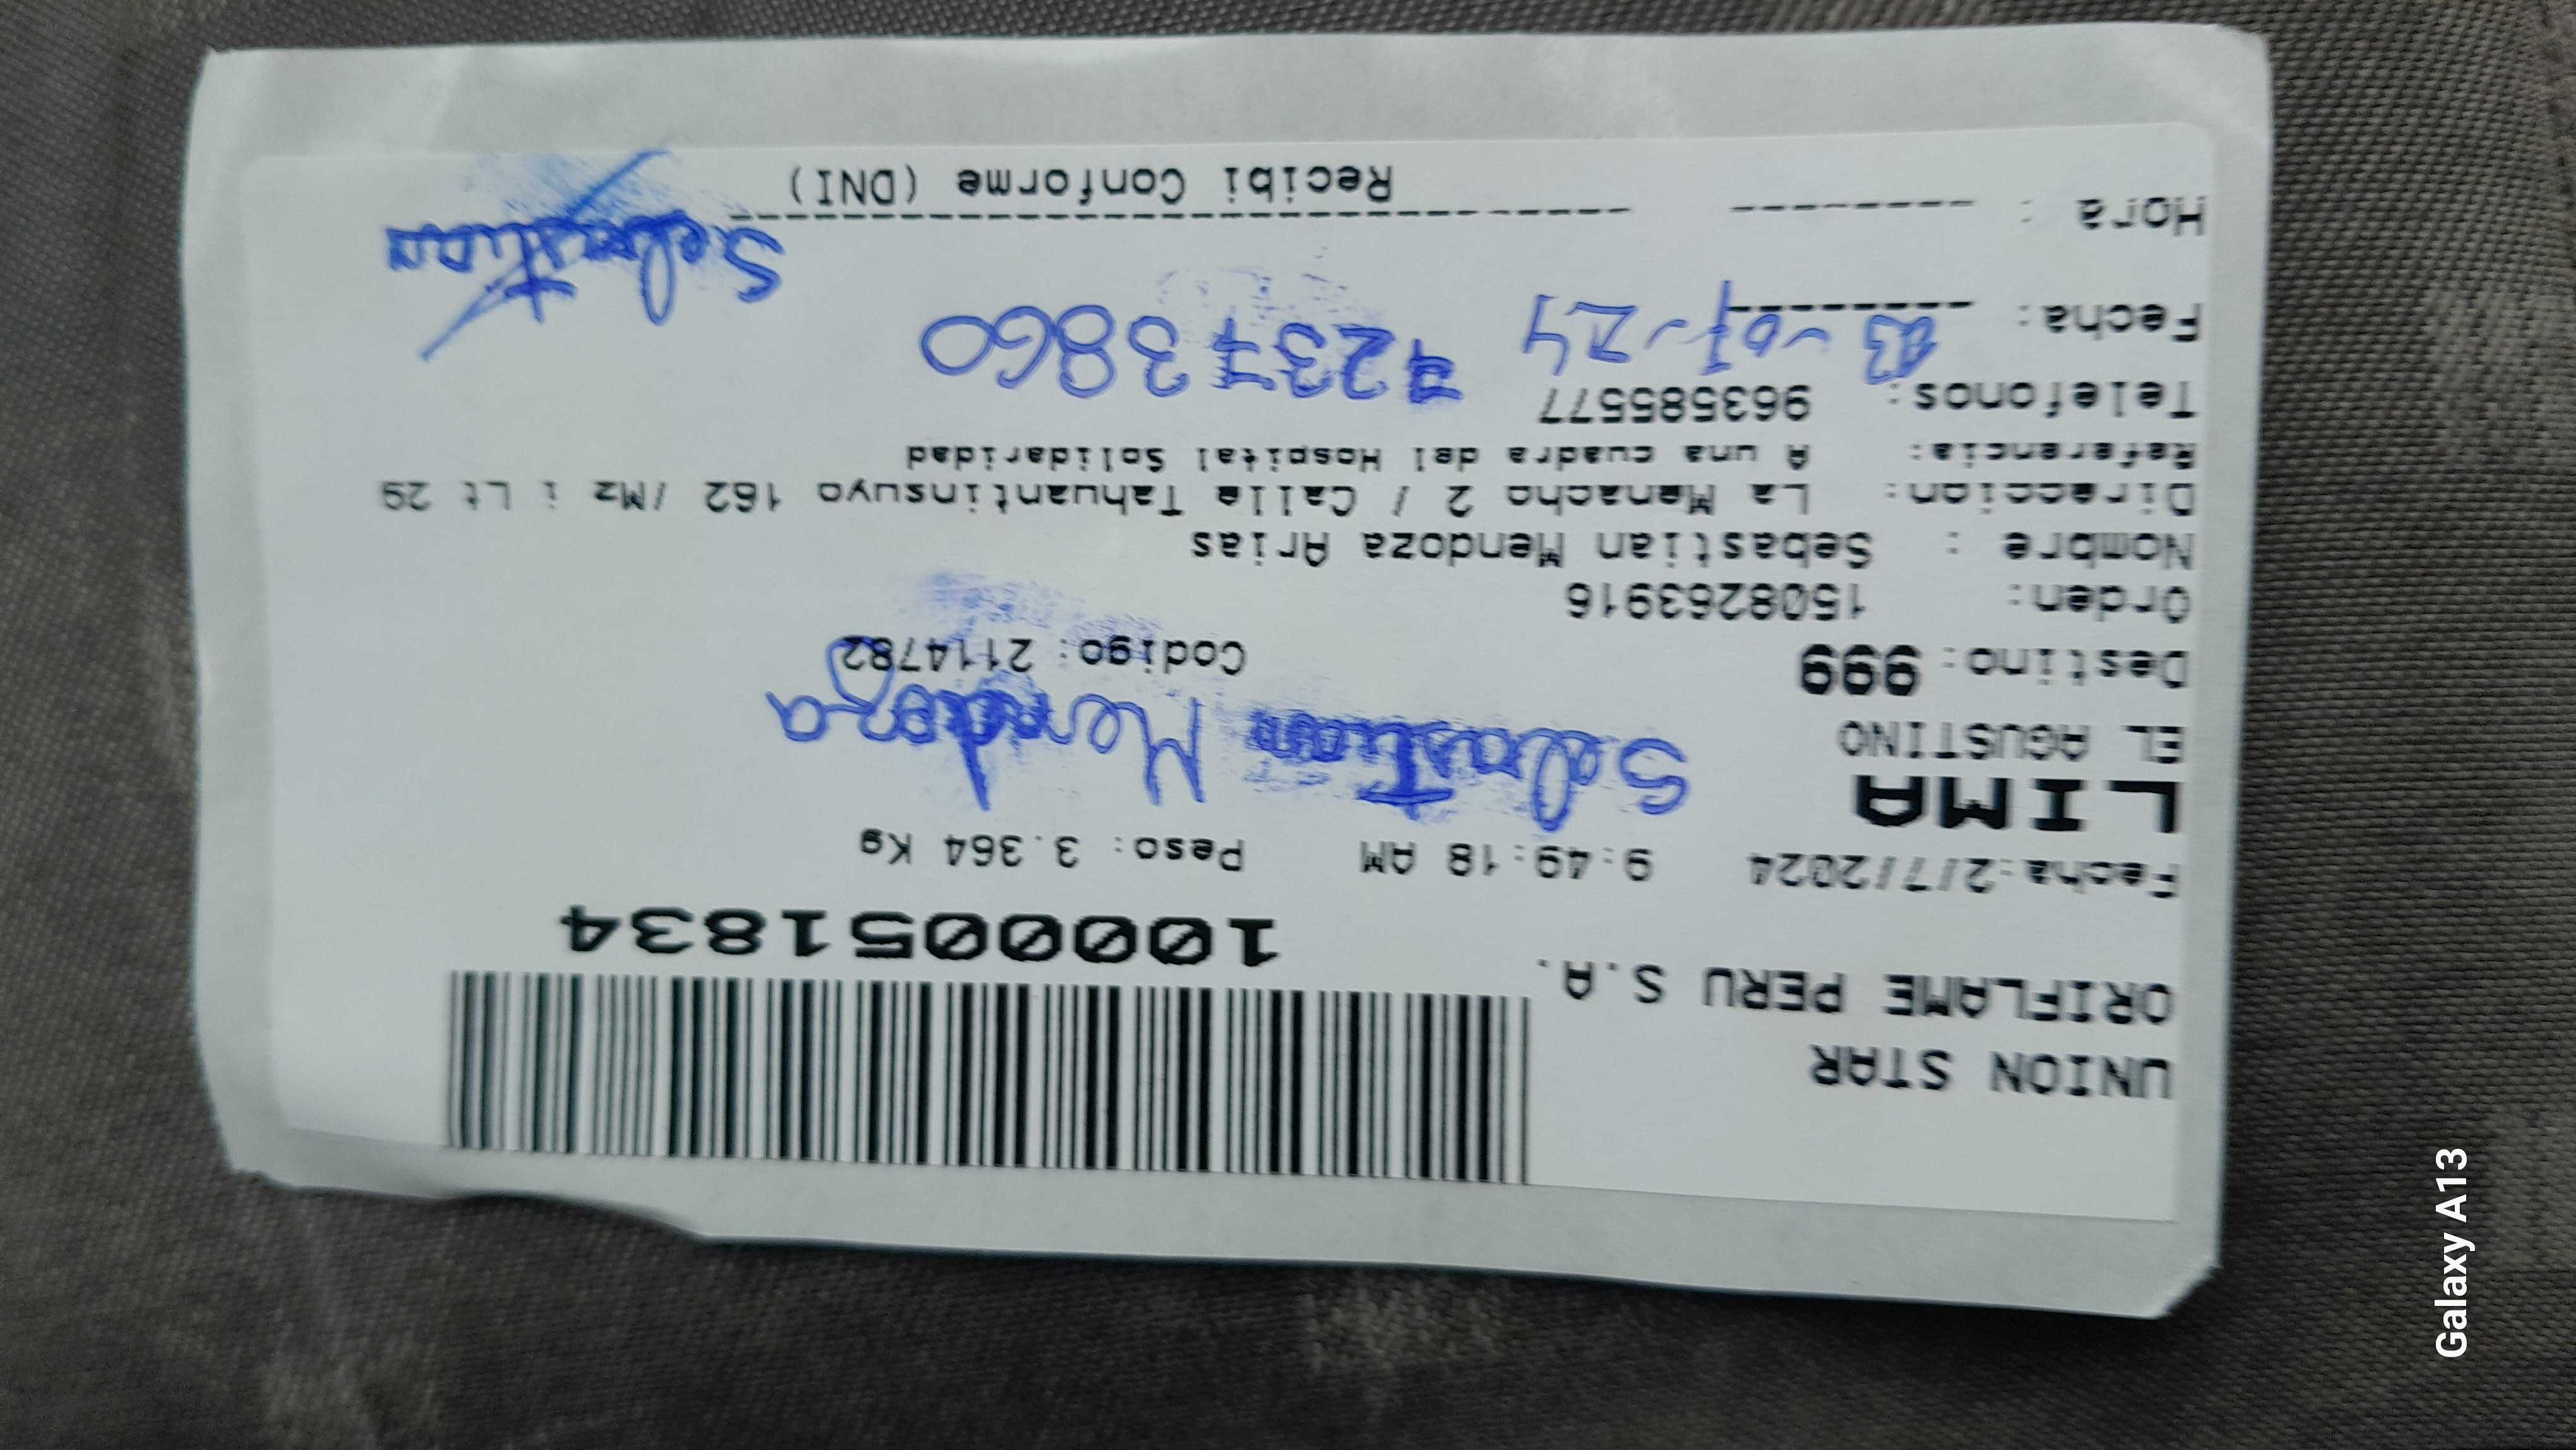 UNION STAR
ORIFLAME PERU S.A.
1000051834
Fecha:2/7/2024 9:49:18 AM Peso: 3.364 Kg
LIMA
EL AGUSTINO
Sebastian Mendoza
Destino: 999 Codigo: 2114782
Orden: 1508263916
Nombre : Sebastian Mendoza Arias
Direccion: La Menacho 2 / Calle Tahuantinsuyo 162 /Mz i Lt 29
Referencia: A una cuadra del Hospital Solidaridad
Telefonos: 963585577
Fecha: 03-07-24 72373860
Sebastian
Hora :
Recibi Conforme (DNI)
Galaxy A13